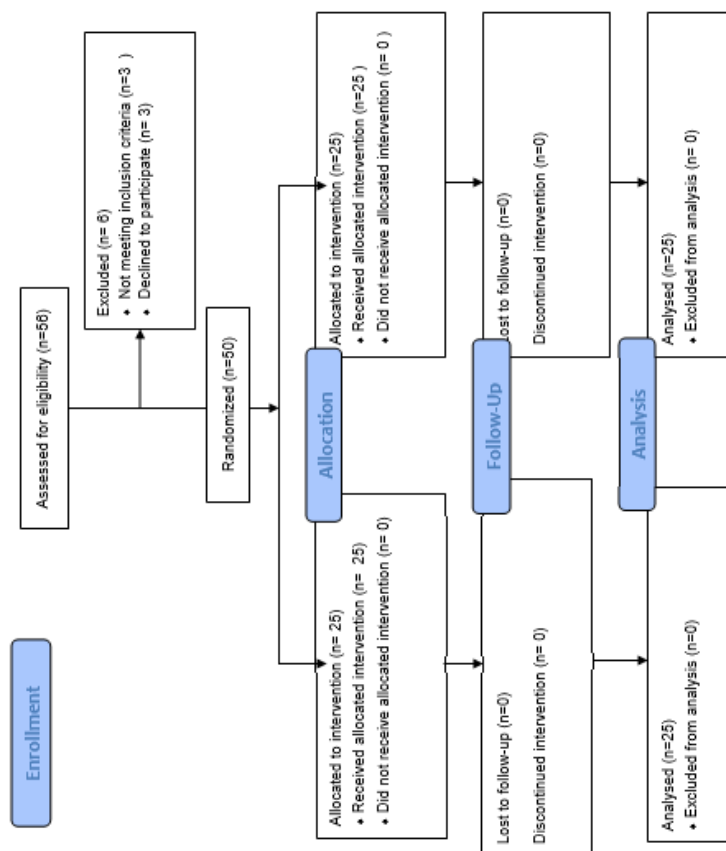 Enrollment
Assessed for eligibility (n=56)
Excluded (n= 6)
♦ Not meeting inclusion criteria (n=3 )
♦ Declined to participate (n= 3)
Randomized (n=50)
Allocation
Allocated to intervention (n= 25)
♦ Received allocated intervention (n= 25)
♦ Did not receive allocated intervention (n= 0)
Allocated to intervention (n=25)
♦ Received allocated intervention (n=25 )
♦ Did not receive allocated intervention (n= 0 )
Follow-Up
Lost to follow-up (n=0)
Discontinued intervention (n= 0)
Lost to follow-up (n=0)
Discontinued intervention (n=0)
Analysis
Analysed (n=25)
♦ Excluded from analysis (n=0)
Analysed (n=25)
♦ Excluded from analysis (n= 0)